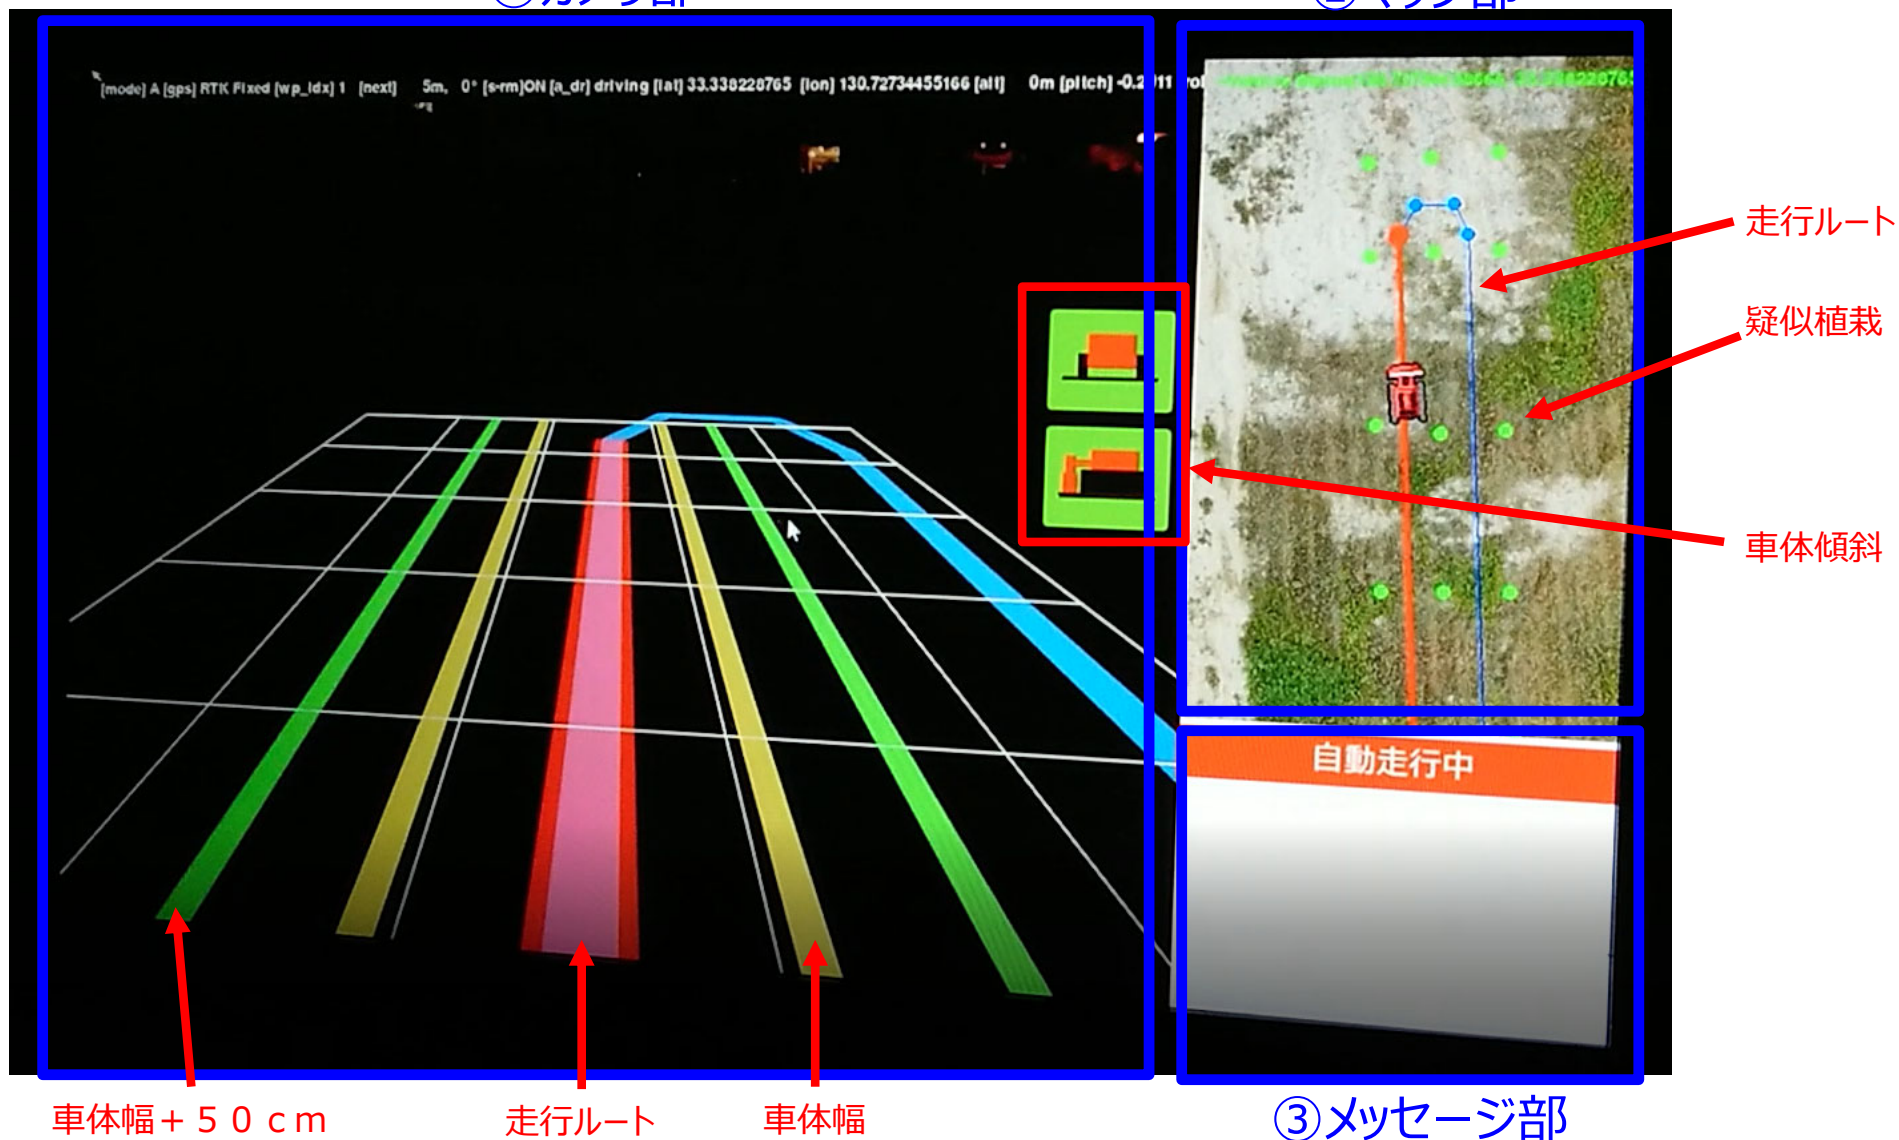 ①カメラ部
②マップ部
[mode] A [gps] RTK Fixed [wp_idx] 1 [next] 5m, 0° [s-rm]ON [a_dr] driving [lat] 33.338228765 [lon] 130.72734455166 [alt] 0m [pitch] -0.2911
走行ルート
疑似植栽
車体傾斜
自動走行中
車体幅+50cm
走行ルート
車体幅
③メッセージ部